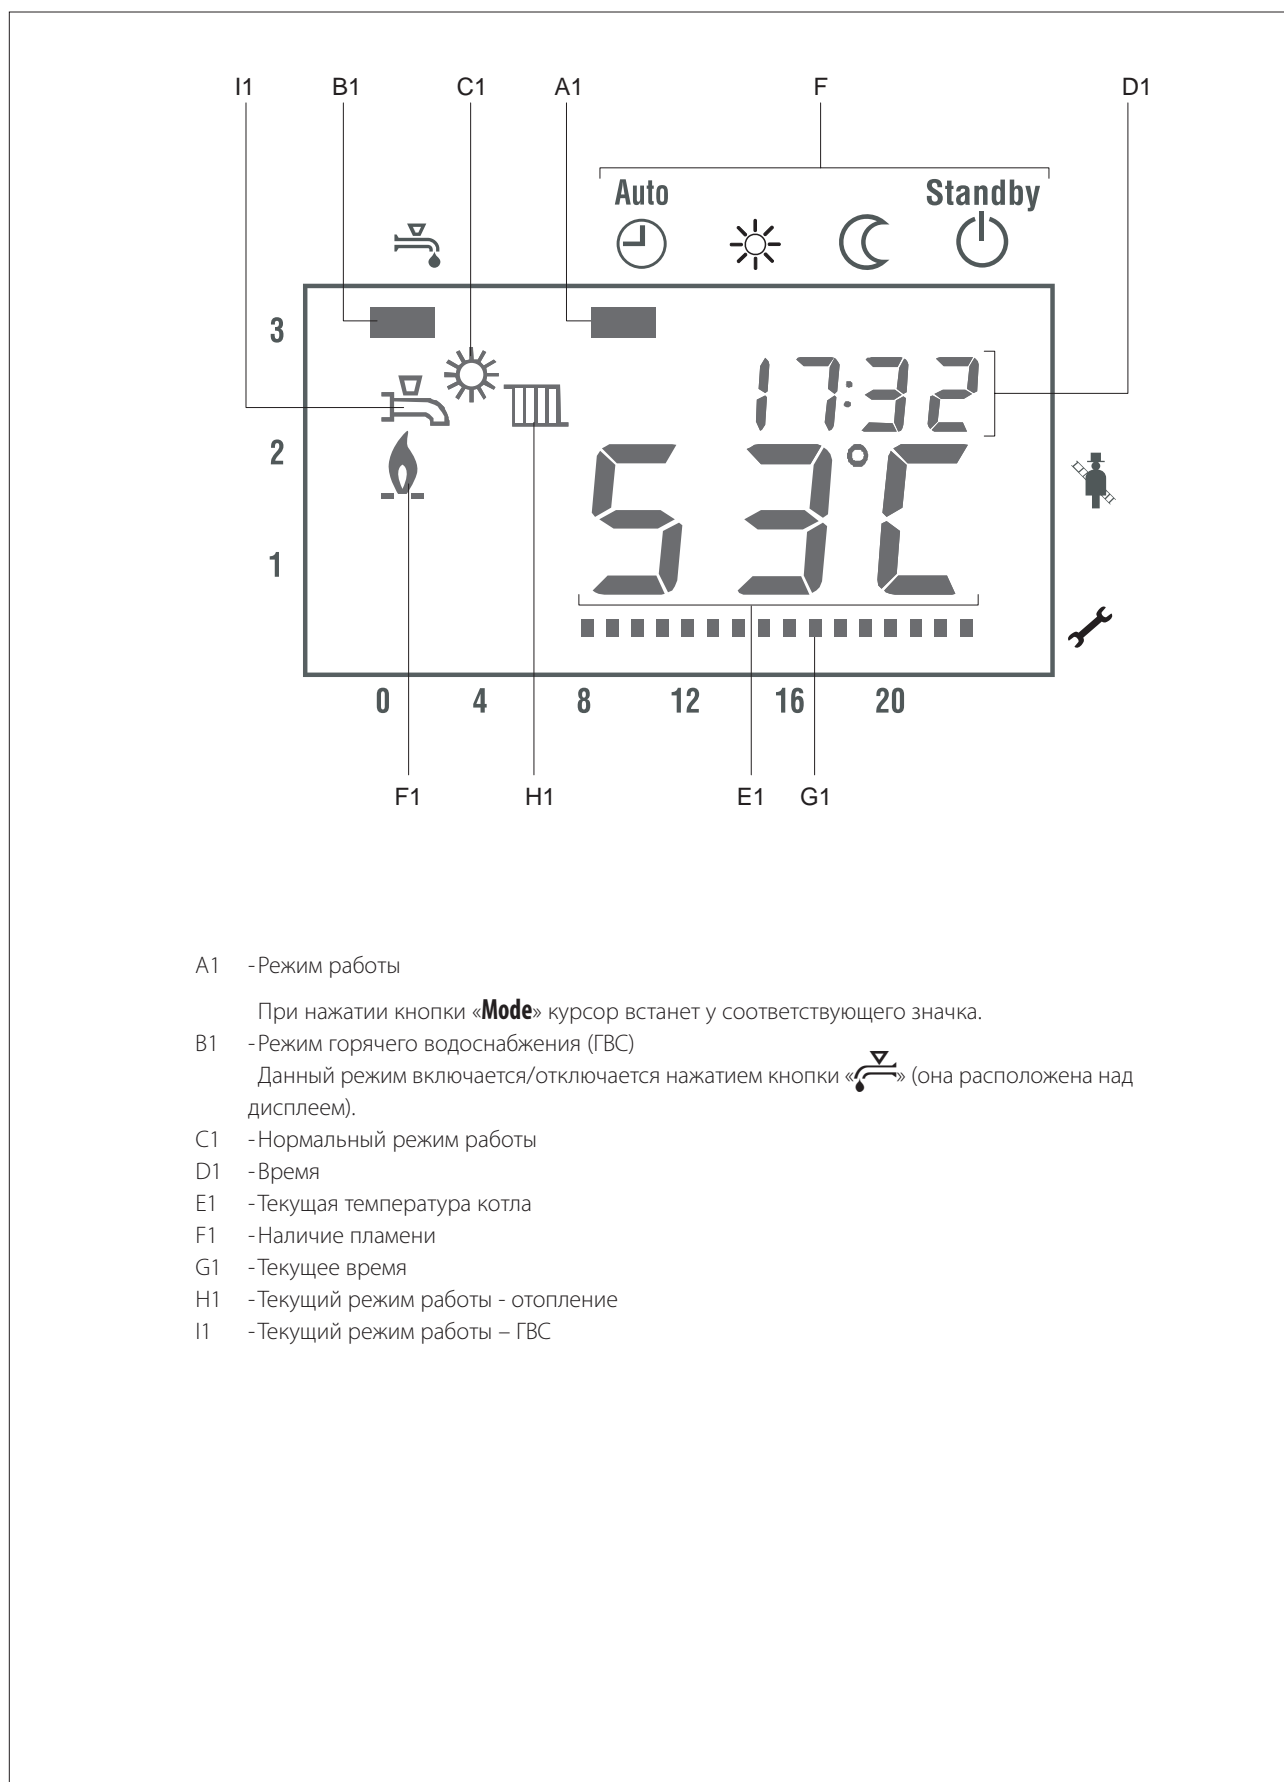 I1 B1 C1 A1 F D1
Auto Standby
3
17:32
2
53°C
1
0 4 8 12 16 20
F1 H1 E1 G1
A1 - Режим работы
При нажатии кнопки «Mode» курсор встанет у соответствующего значка.
B1 - Режим горячего водоснабжения (ГВС)
Данный режим включается/отключается нажатием кнопки «» (она расположена над
дисплеем).
C1 - Нормальный режим работы
D1 - Время
E1 - Текущая температура котла
F1 - Наличие пламени
G1 - Текущее время
H1 - Текущий режим работы - отопление
I1 - Текущий режим работы – ГВС